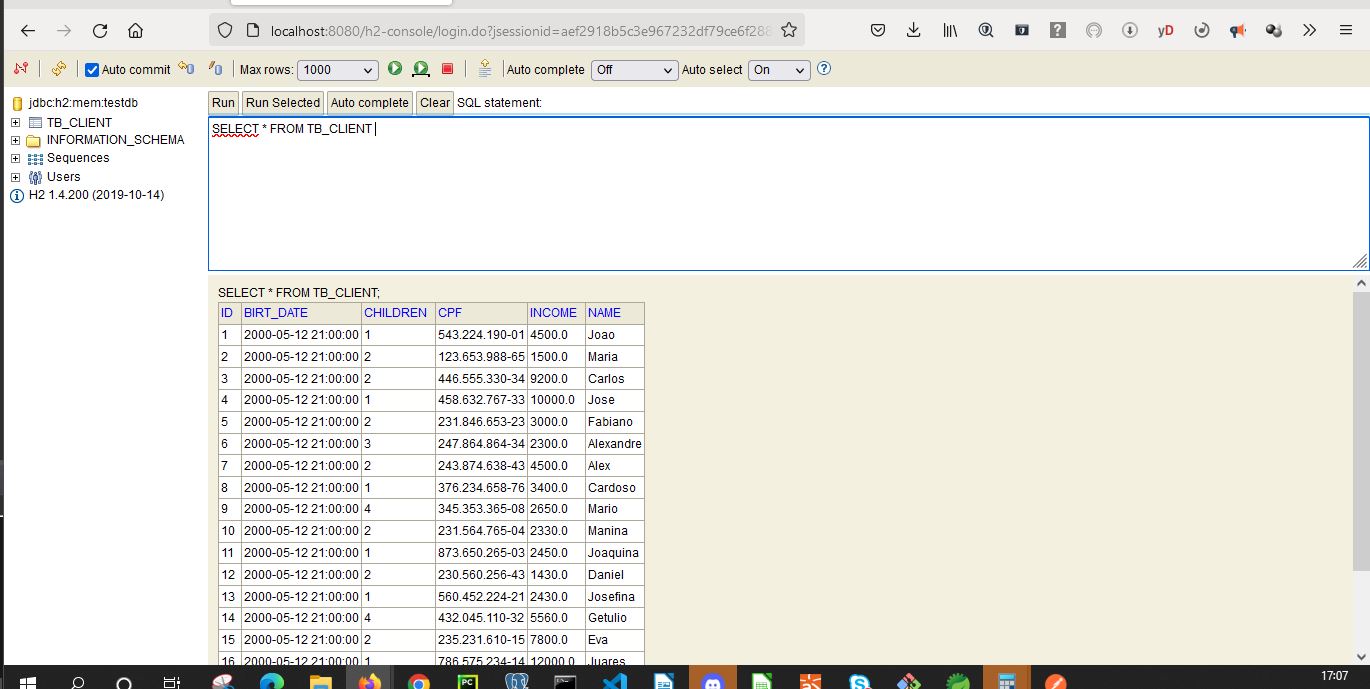 localhost:8080/h2-console/login.do?jsessionid=aef2918b5c3e967232df79ce6f288
yD
Auto commit Max rows: 1000 Auto complete Off Auto select On
jdbc:h2:mem:testdb
TB_CLIENT
INFORMATION_SCHEMA
Sequences
Users
H2 1.4.200 (2019-10-14)
Run Run Selected Auto complete Clear SQL statement:
SELECT * FROM TB_CLIENT
SELECT * FROM TB_CLIENT;
ID BIRT_DATE CHILDREN CPF INCOME NAME
1 2000-05-12 21:00:00 1 543.224.190-01 4500.0 Joao
2 2000-05-12 21:00:00 2 123.653.988-65 1500.0 Maria
3 2000-05-12 21:00:00 2 446.555.330-34 9200.0 Carlos
4 2000-05-12 21:00:00 1 458.632.767-33 10000.0 Jose
5 2000-05-12 21:00:00 2 231.846.653-23 3000.0 Fabiano
6 2000-05-12 21:00:00 3 247.864.864-34 2300.0 Alexandre
7 2000-05-12 21:00:00 2 243.874.638-43 4500.0 Alex
8 2000-05-12 21:00:00 1 376.234.658-76 3400.0 Cardoso
9 2000-05-12 21:00:00 4 345.353.365-08 2650.0 Mario
10 2000-05-12 21:00:00 2 231.564.765-04 2330.0 Manina
11 2000-05-12 21:00:00 1 873.650.265-03 2450.0 Joaquina
12 2000-05-12 21:00:00 2 230.560.256-43 1430.0 Daniel
13 2000-05-12 21:00:00 1 560.452.224-21 2430.0 Josefina
14 2000-05-12 21:00:00 4 432.045.110-32 5560.0 Getulio
15 2000-05-12 21:00:00 2 235.231.610-15 7800.0 Eva
16 2000-05-12 21:00:00 1 786.575.234-14 12000.0 Juares
PC
17:07